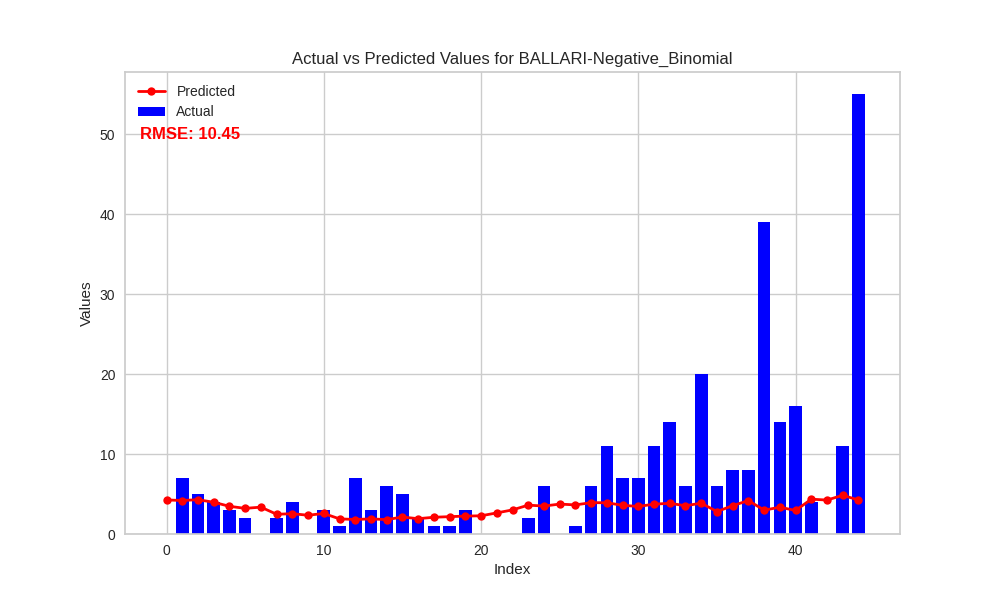 Actual vs Predicted Values for BALLARI-Negative_Binomial
Predicted
Actual
RMSE: 10.45
Values
50
40
30
20
10
0
0 10 20 30 40
Index